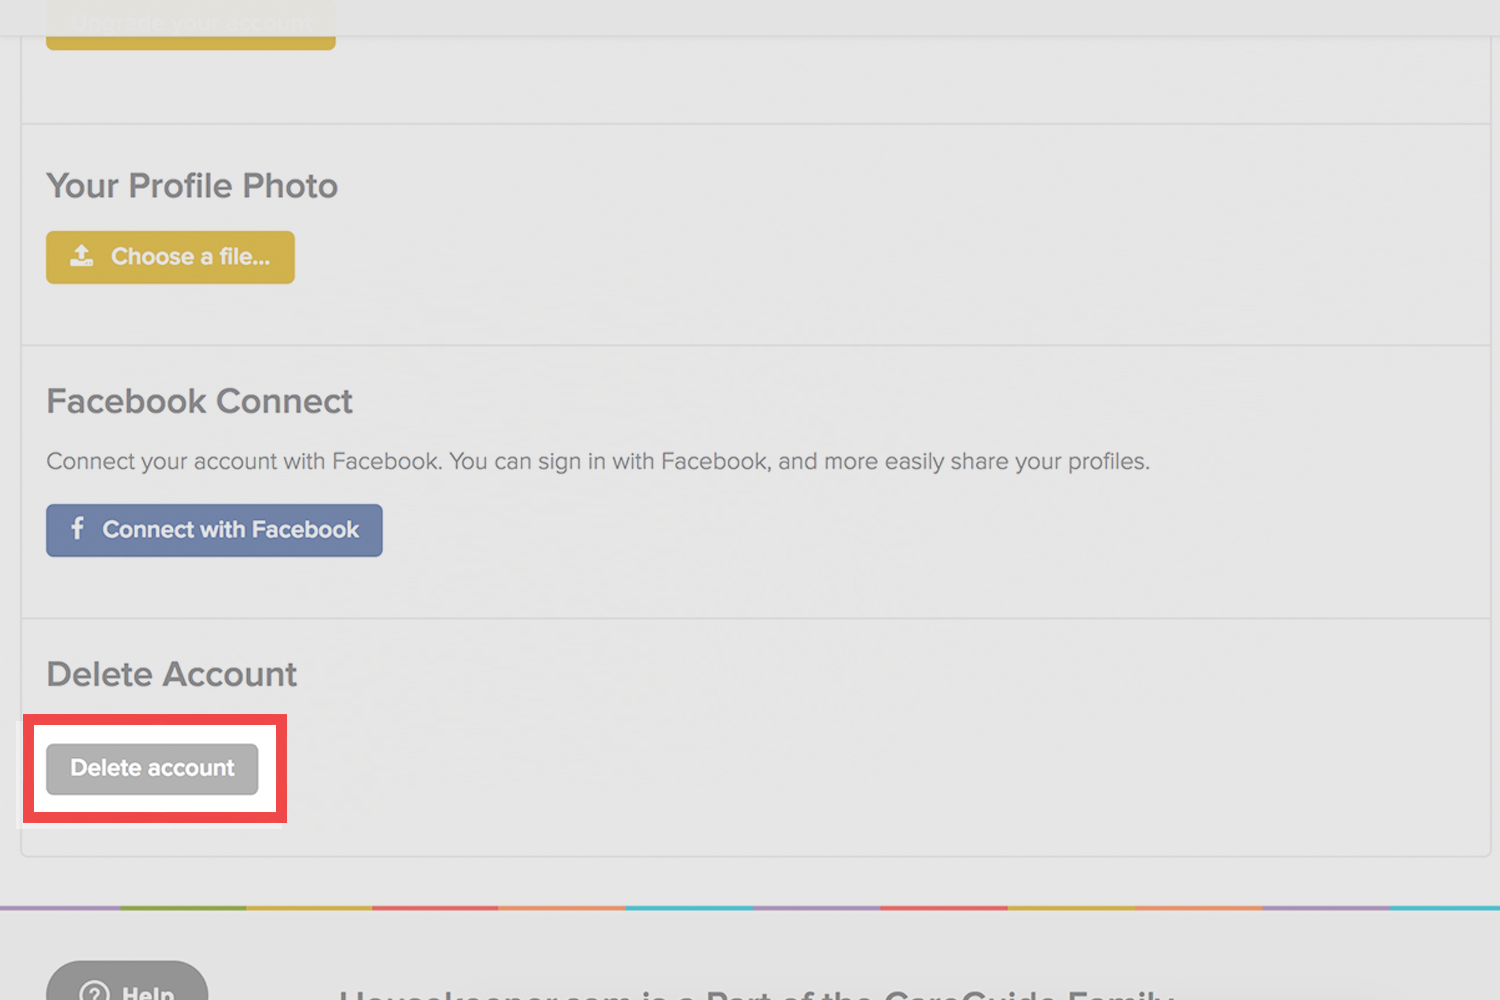 Upgrade your account
Your Profile Photo
Choose a file...
Facebook Connect
Connect your account with Facebook. You can sign in with Facebook, and more easily share your profiles.
f Connect with Facebook
Delete Account
Delete account
? Help
Housekeeper.com is a Part of the CareGuide Family